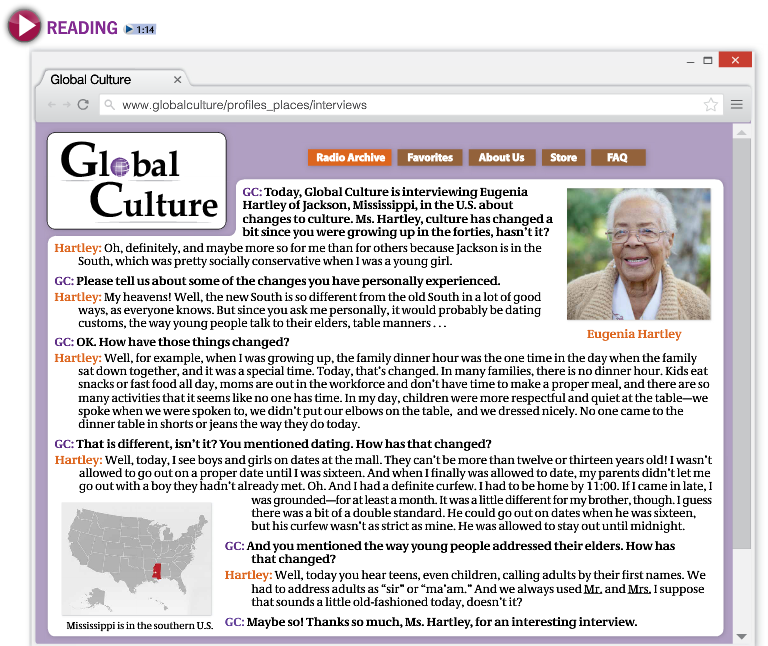 READING 1:14
Global Culture
www.globalculture/profiles_places/interviews
Global
Culture
Radio Archive Favorites About Us Store FAQ
GC: Today, Global Culture is interviewing Eugenia
Hartley of Jackson, Mississippi, in the U.S. about
changes to culture. Ms. Hartley, culture has changed a
bit since you were growing up in the forties, hasn't it?
Hartley: Oh, definitely, and maybe more so for me than for others because Jackson is in the
South, which was pretty socially conservative when I was a young girl.
GC: Please tell us about some of the changes you have personally experienced.
Hartley: My heavens! Well, the new South is so different from the old South in a lot of good
ways, as everyone knows. But since you ask me personally, it would probably be dating
customs, the way young people talk to their elders, table manners . . .
Eugenia Hartley
GC: OK. How have those things changed?
Hartley: Well, for example, when I was growing up, the family dinner hour was the one time in the day when the family
sat down together, and it was a special time. Today, that's changed. In many families, there is no dinner hour. Kids eat
snacks or fast food all day, moms are out in the workforce and don't have time to make a proper meal, and there are so
many activities that it seems like no one has time. In my day, children were more respectful and quiet at the table—we
spoke when we were spoken to, we didn't put our elbows on the table, and we dressed nicely. No one came to the
dinner table in shorts or jeans the way they do today.
GC: That is different, isn't it? You mentioned dating. How has that changed?
Hartley: Well, today, I see boys and girls on dates at the mall. They can't be more than twelve or thirteen years old! I wasn't
allowed to go out on a proper date until I was sixteen. And when I finally was allowed to date, my parents didn't let me
go out with a boy they hadn't already met. Oh. And I had a definite curfew. I had to be home by 11:00. If I came in late, I
was grounded—for at least a month. It was a little different for my brother, though. I guess
there was a bit of a double standard. He could go out on dates when he was sixteen,
but his curfew wasn't as strict as mine. He was allowed to stay out until midnight.
GC: And you mentioned the way young people addressed their elders. How has
that changed?
Hartley: Well, today you hear teens, even children, calling adults by their first names. We
had to address adults as “sir” or “ma'am.” And we always used Mr. and Mrs. I suppose
that sounds a little old-fashioned today, doesn't it?
GC: Maybe so! Thanks so much, Ms. Hartley, for an interesting interview.
Mississippi is in the southern U.S.